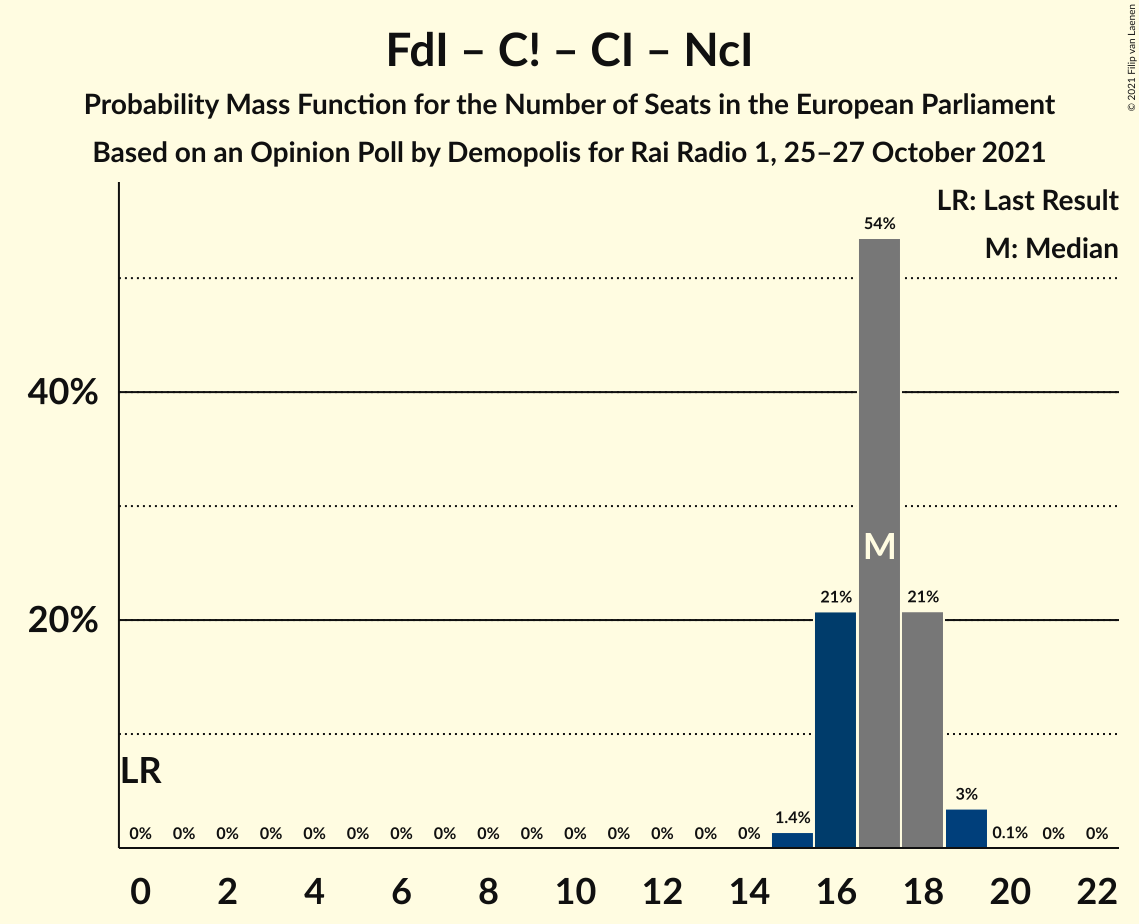 FdI – C! – CI – NcI
Probability Mass Function for the Number of Seats in the European Parliament
Based on an Opinion Poll by Demopolis for Rai Radio 1, 25–27 October 2021
© 2021 Filip van Laenen
LR: Last Result
M: Median
54%
40%
M
21%
21%
20%
LR
3%
1.4%
0% 0% 0% 0% 0% 0% 0% 0% 0% 0% 0% 0% 0% 0% 0% 0.1% 0% 0%
0 2 4 6 8 10 12 14 16 18 20 22